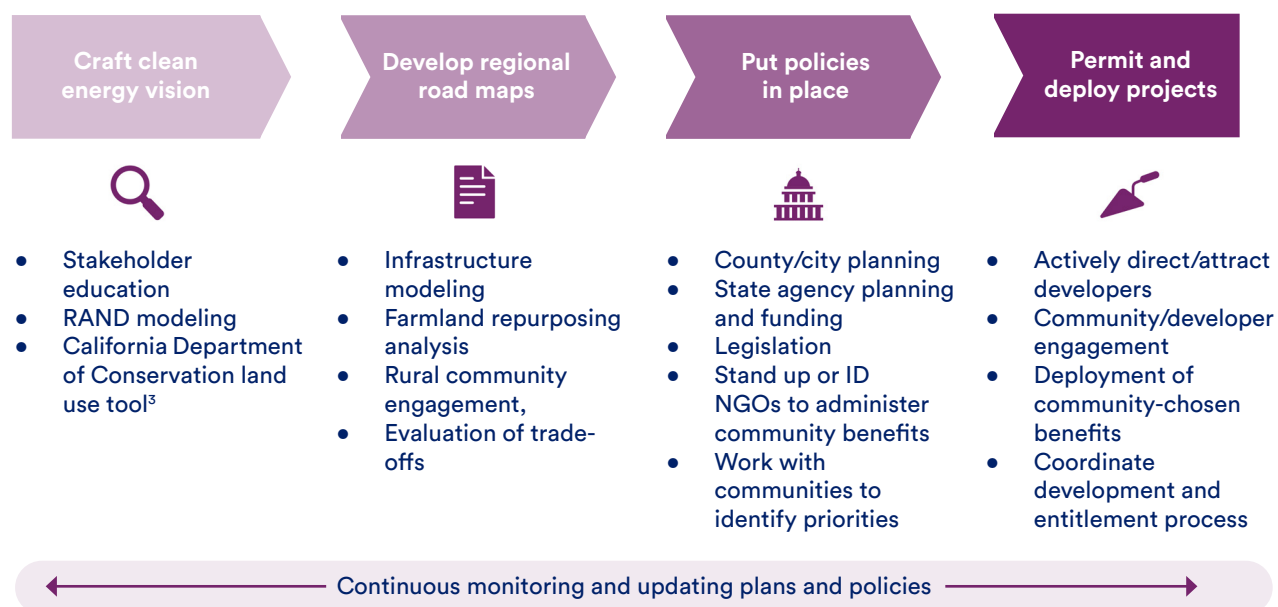 Craft clean
energy vision
Develop regional
road maps
Put policies
in place
Permit and
deploy projects
● Stakeholder
education
● RAND modeling
● California Department
of Conservation land
use tool³
● Infrastructure
modeling
● Farmland repurposing
analysis
● Rural community
engagement,
● Evaluation of trade-
offs
● County/city planning
● State agency planning
and funding
● Legislation
● Stand up or ID
NGOs to administer
community benefits
● Work with
communities to
identify priorities
● Actively direct/attract
developers
● Community/developer
engagement
● Deployment of
community-chosen
benefits
● Coordinate
development and
entitlement process
Continuous monitoring and updating plans and policies